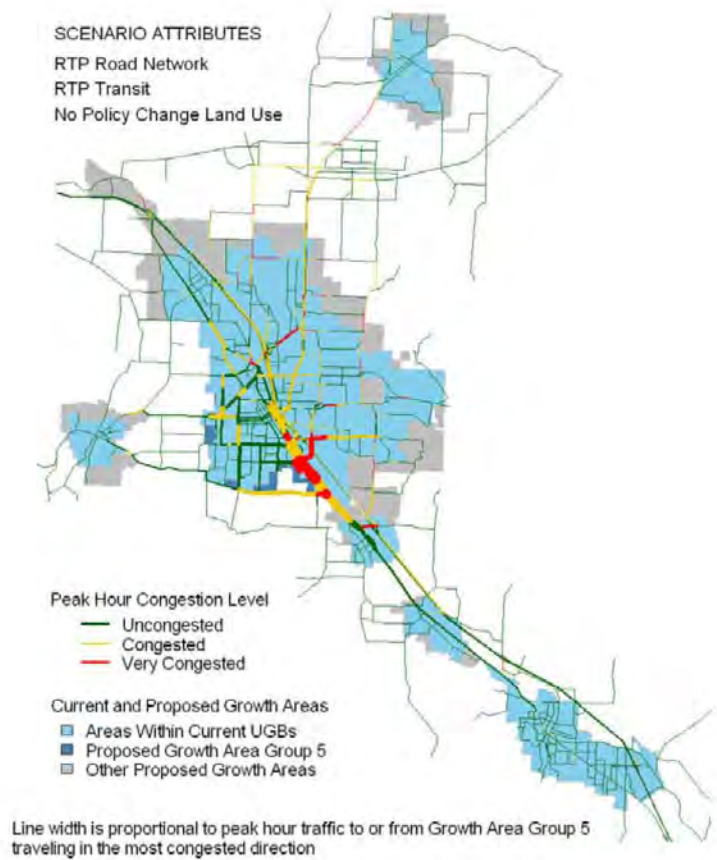 SCENARIO ATTRIBUTES
RTP Road Network
RTP Transit
No Policy Change Land Use
Peak Hour Congestion Level
Uncongested
Congested
Very Congested
Current and Proposed Growth Areas
Areas Within Current UGBs
Proposed Growth Area Group 5
Other Proposed Growth Areas
Line width is proportional to peak hour traffic to or from Growth Area Group 5
traveling in the most congested direction